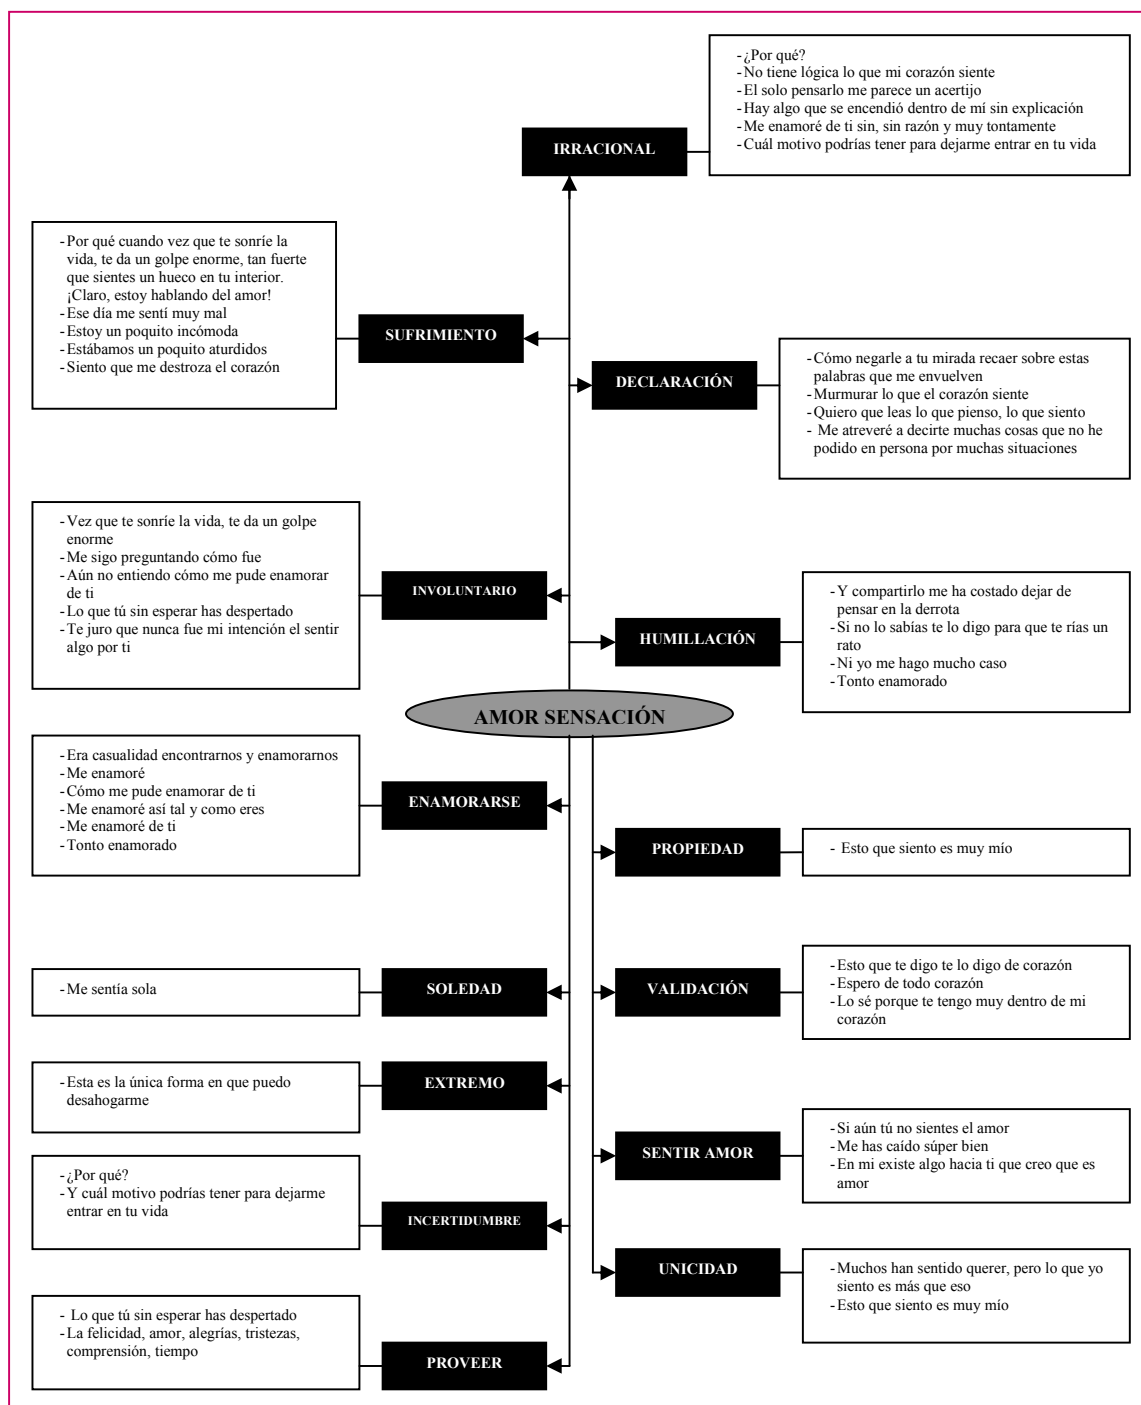 -¿Por qué?
-No tiene lógica lo que mi corazón siente
-El solo pensarlo me parece un acertijo
-Hay algo que se encendió dentro de mí sin explicación
-Me enamoré de ti sin, sin razón y muy tontamente
-Cuál motivo podrías tener para dejarme entrar en tu vida
IRRACIONAL
-Por qué cuando vez que te sonríe la
vida, te da un golpe enorme, tan fuerte
que sientes un hueco en tu interior.
¡Claro, estoy hablando del amor!
-Ese día me sentí muy mal
-Estoy un poquito incómoda
-Estábamos un poquito aturdidos
-Siento que me destroza el corazón
SUFRIMIENTO
DECLARACIÓN
-Cómo negarle a tu mirada recaer sobre estas
palabras que me envuelven
-Murmurar lo que el corazón siente
-Quiero que leas lo que pienso, lo que siento
- Me atreveré a decirte muchas cosas que no he
podido en persona por muchas situaciones
-Vez que te sonríe la vida, te da un golpe
enorme
-Me sigo preguntando cómo fue
-Aún no entiendo cómo me pude enamorar
de ti
-Lo que tú sin esperar has despertado
-Te juro que nunca fue mi intención el sentir
algo por ti
INVOLUNTARIO
HUMILLACIÓN
-Y compartirlo me ha costado dejar de
pensar en la derrota
-Si no lo sabías te lo digo para que te rías un
rato
-Ni yo me hago mucho caso
-Tonto enamorado
AMOR SENSACIÓN
-Era casualidad encontrarnos y enamorarnos
-Me enamoré
-Cómo me pude enamorar de ti
-Me enamoré así tal y como eres
-Me enamoré de ti
-Tonto enamorado
ENAMORARSE
PROPIEDAD
- Esto que siento es muy mío
-Me sentía sola
SOLEDAD
VALIDACIÓN
-Esto que te digo te lo digo de corazón
-Espero de todo corazón
-Lo sé porque te tengo muy dentro de mi
corazón
-Esta es la única forma en que puedo
desahogarme
EXTREMO
SENTIR AMOR
-Si aún tú no sientes el amor
-Me has caído súper bien
-En mi existe algo hacia ti que creo que es
amor
-¿Por qué?
-Y cuál motivo podrías tener para dejarme
entrar en tu vida
INCERTIDUMBRE
UNICIDAD
-Muchos han sentido querer, pero lo que yo
siento es más que eso
-Esto que siento es muy mío
- Lo que tú sin esperar has despertado
-La felicidad, amor, alegrías, tristezas,
comprensión, tiempo
PROVEER